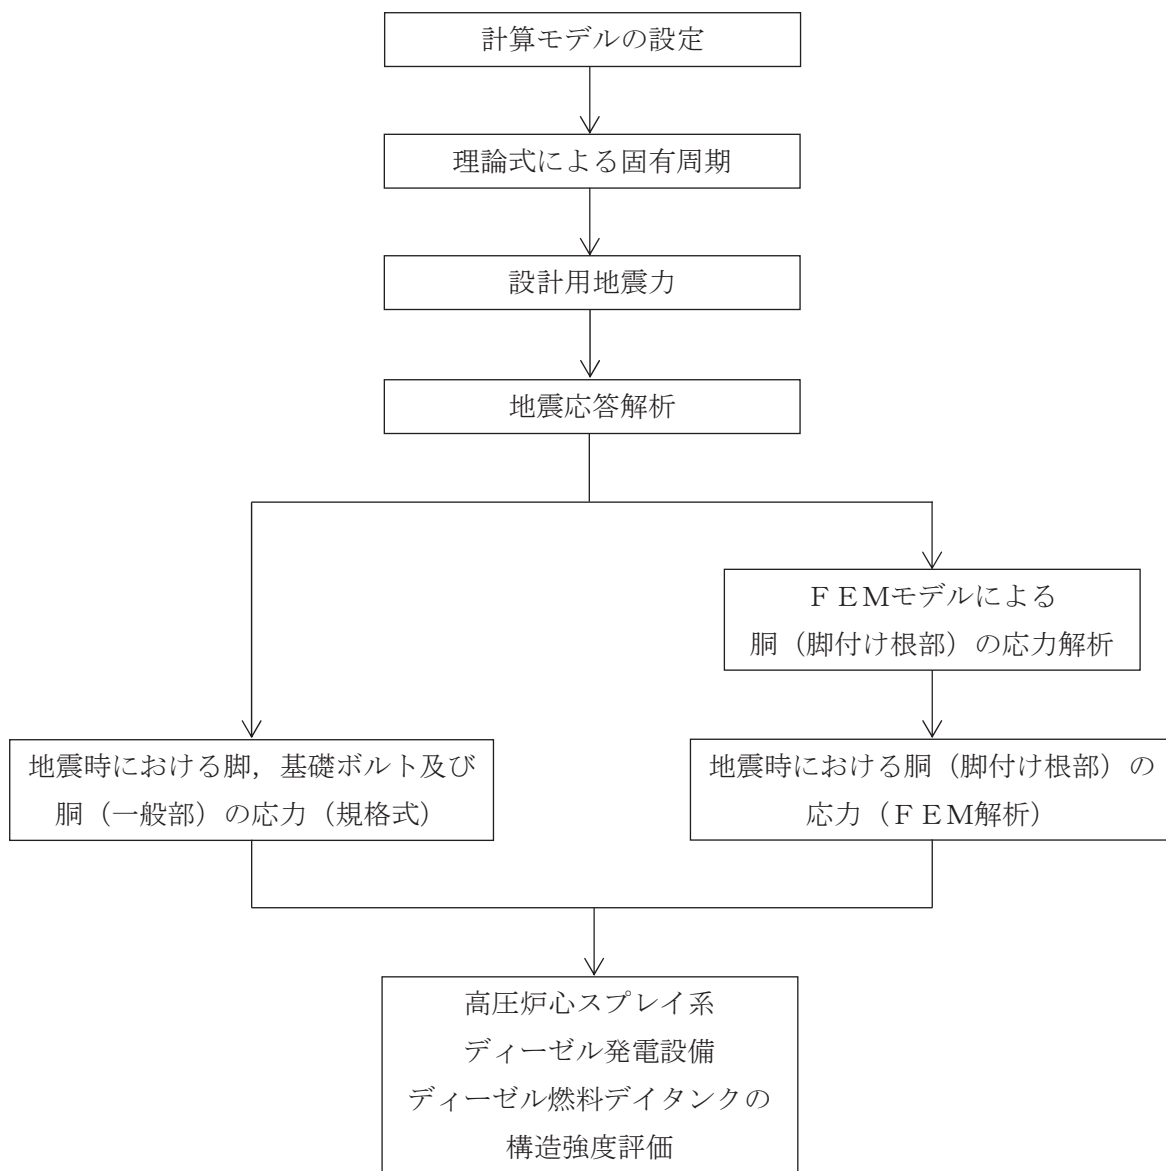 計算モデルの設定
理論式による固有周期
設計用地震力
地震応答解析
ＦＥＭモデルによる
胴（脚付け根部）の応力解析
地震時における脚，基礎ボルト及び
胴（一般部）の応力（規格式）
地震時における胴（脚付け根部）の
応力（ＦＥＭ解析）
高圧炉心スプレイ系
ディーゼル発電設備
ディーゼル燃料デイタンクの
構造強度評価